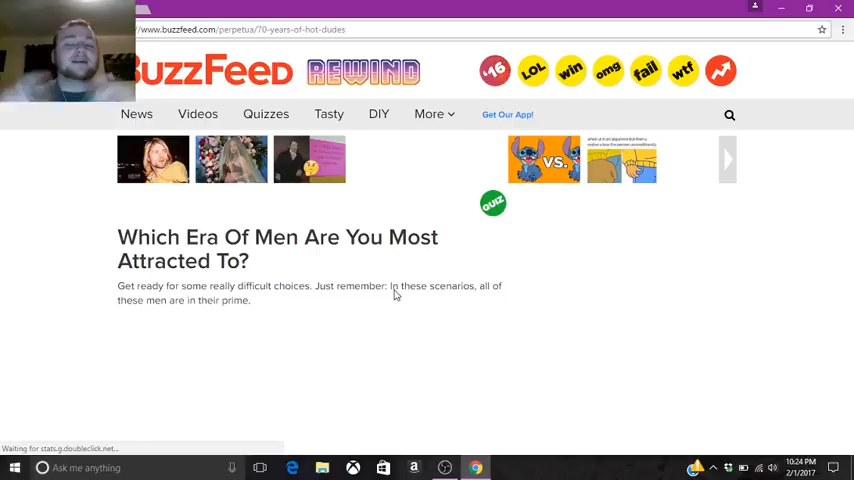 //www.buzzfeed.com/perpetua/70-years-of-hot-dudes
BuzzFeed REWIND '16 LOL win omg fail wtf
News Videos Quizzes Tasty DIY More Get Our App!
VS.
QUIZ
Which Era Of Men Are You Most
Attracted To?
Get ready for some really difficult choices. Just remember: In these scenarios, all of
these men are in their prime.
Waiting for stats.g.doubleclick.net...
Ask me anything
10:24 PM
2/1/2017